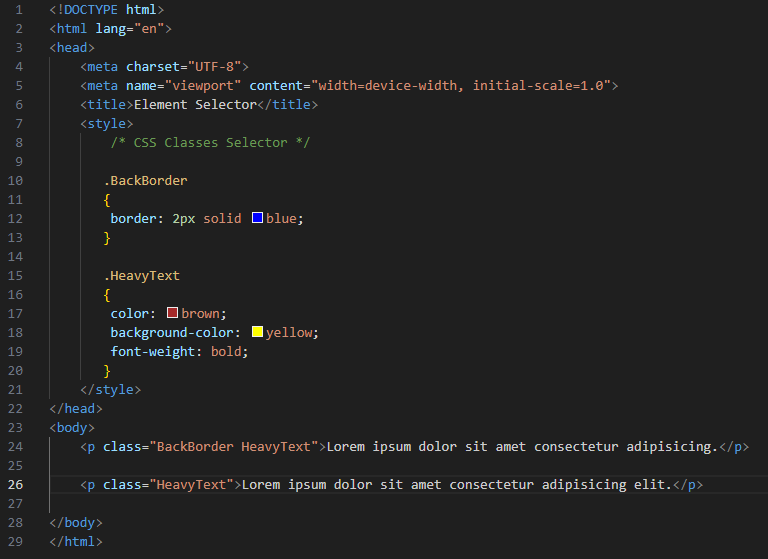 1 <!DOCTYPE html>
2 <html lang="en">
3 <head>
4 <meta charset="UTF-8">
5 <meta name="viewport" content="width=device-width, initial-scale=1.0">
6 <title>Element Selector</title>
7 <style>
8 /* CSS Classes Selector */
9
10 .BackBorder
11 {
12 border: 2px solid blue;
13 }
14
15 .HeavyText
16 {
17 color: brown;
18 background-color: yellow;
19 font-weight: bold;
20 }
21 </style>
22 </head>
23 <body>
24 <p class="BackBorder HeavyText">Lorem ipsum dolor sit amet consectetur adipisicing.</p>
25
26 <p class="HeavyText">Lorem ipsum dolor sit amet consectetur adipisicing elit.</p>
27
28 </body>
29 </html>